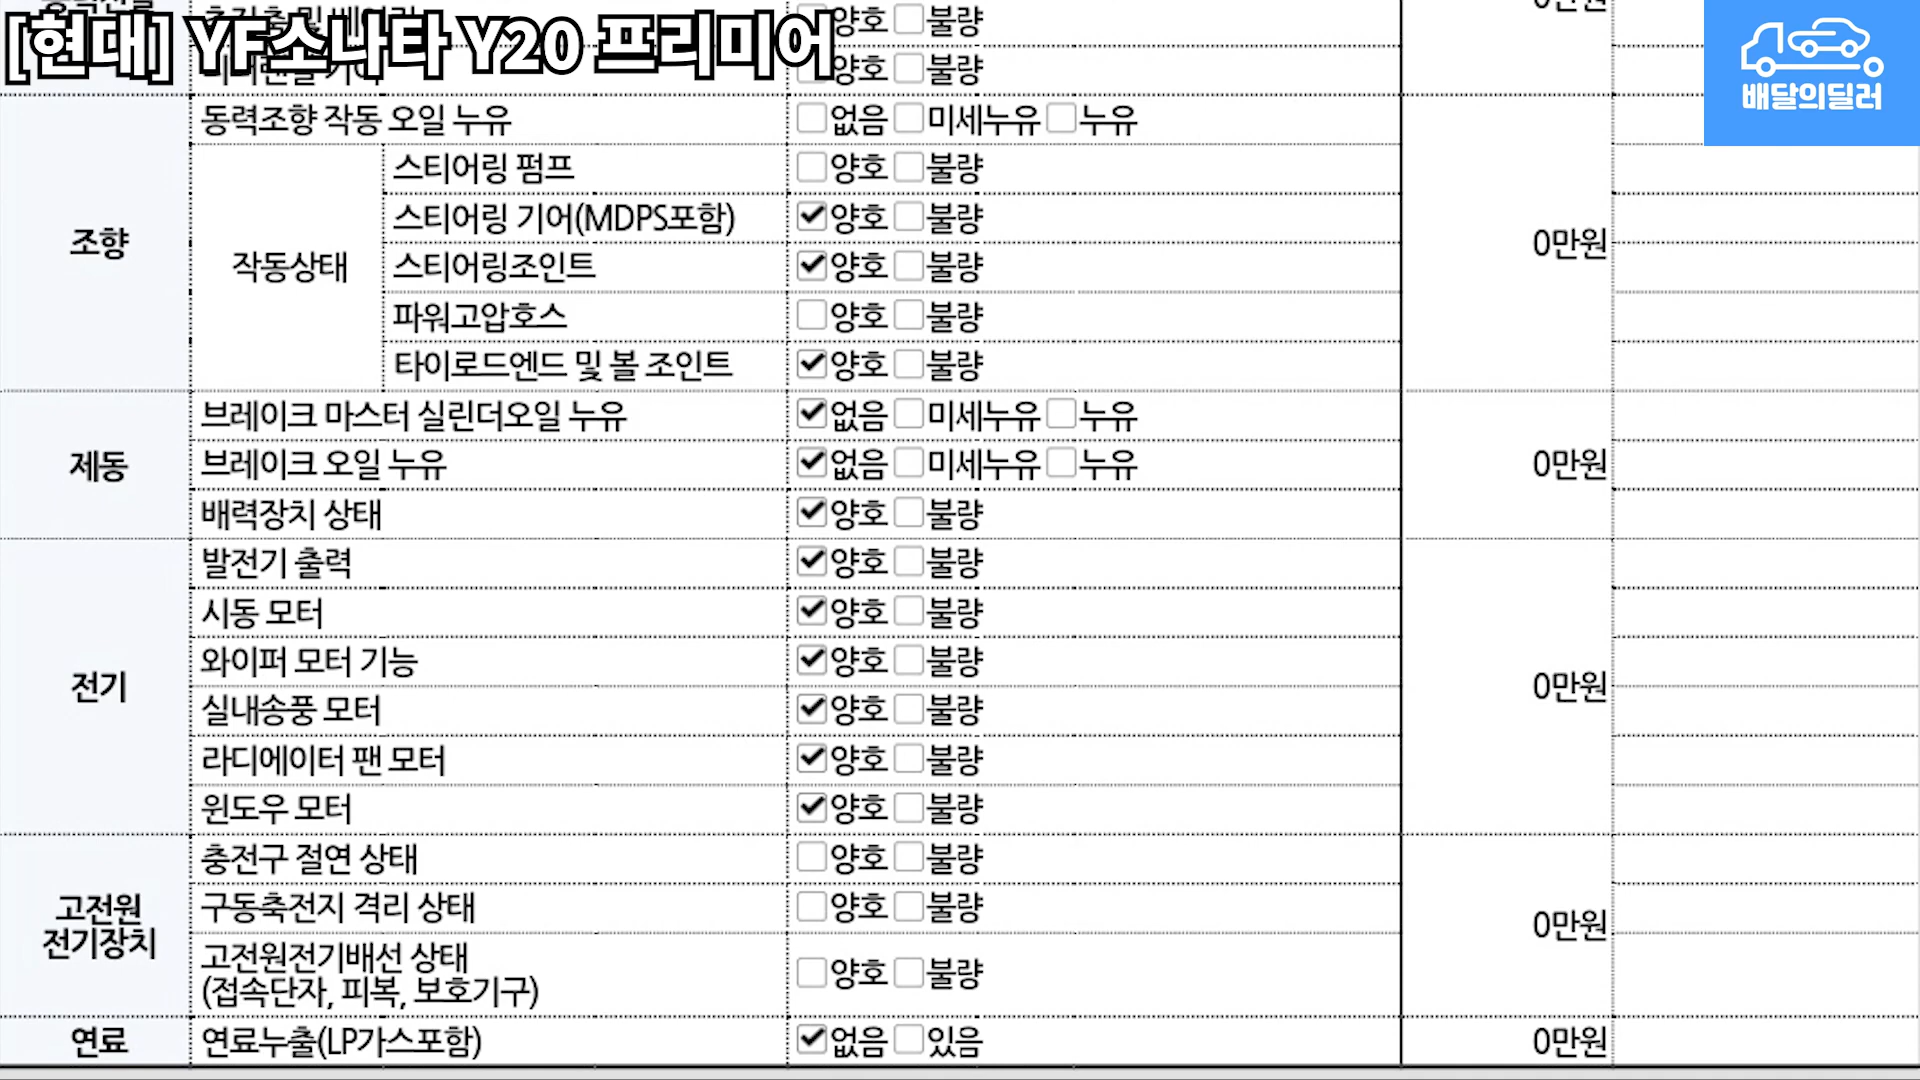 [현대] YF소나타 Y20 프리미어
배달의딜러
0만원
양호 불량
양호 불량
조향
동력조향 작동 오일 누유 없음 미세누유 누유
작동상태
스티어링 펌프 양호 불량
스티어링 기어(MDPS포함) 양호 불량
스티어링조인트 양호 불량
파워고압호스 양호 불량
타이로드엔드 및 볼 조인트 양호 불량
0만원
제동
브레이크 마스터 실린더오일 누유 없음 미세누유 누유
브레이크 오일 누유 없음 미세누유 누유
배력장치 상태 양호 불량
0만원
전기
발전기 출력 양호 불량
시동 모터 양호 불량
와이퍼 모터 기능 양호 불량
실내송풍 모터 양호 불량
라디에이터 팬 모터 양호 불량
윈도우 모터 양호 불량
0만원
고전원
전기장치
충전구 절연 상태 양호 불량
구동축전지 격리 상태 양호 불량
고전원전기배선 상태
(접속단자, 피복, 보호기구) 양호 불량
0만원
연료
연료누출(LP가스포함) 없음 있음
0만원